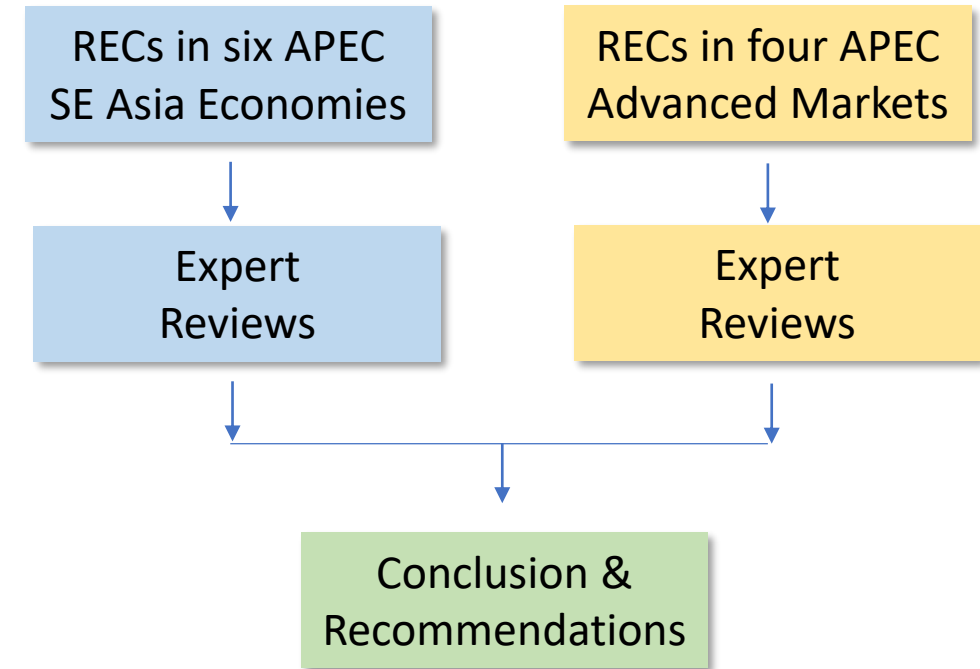 RECs in six APEC
SE Asia Economies
RECs in four APEC
Advanced Markets
Expert
Reviews
Expert
Reviews
Conclusion &
Recommendations